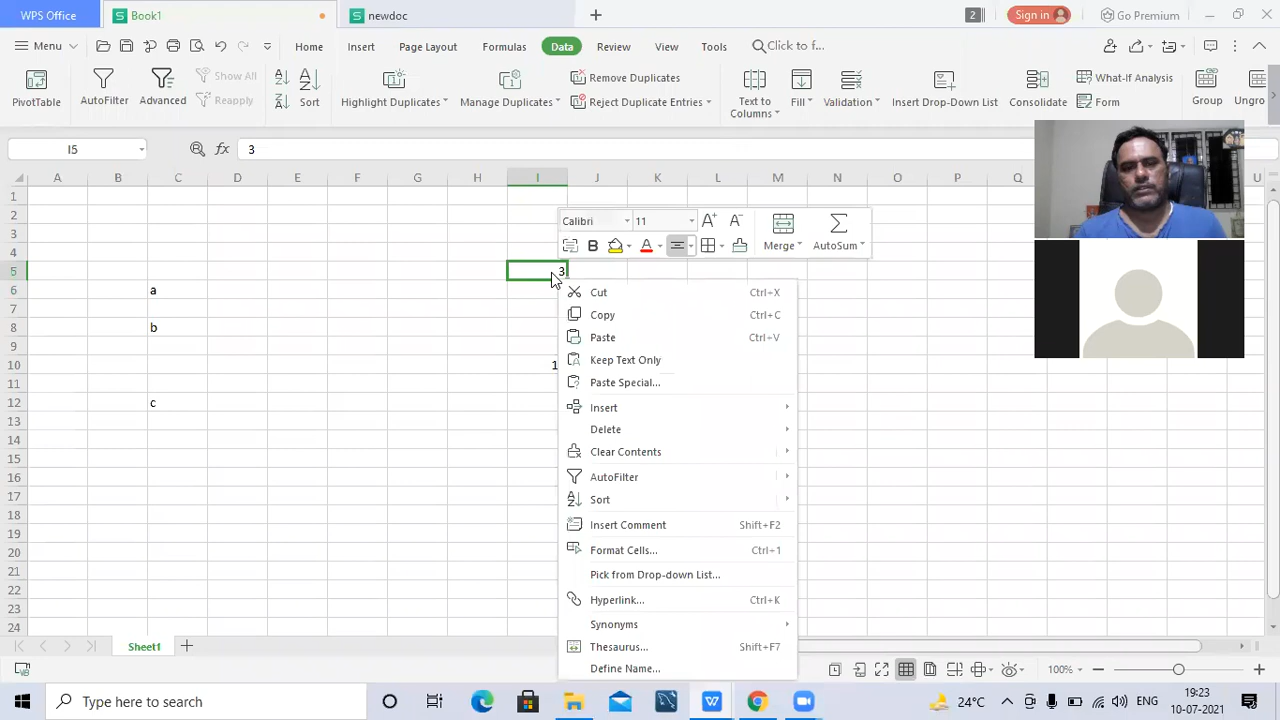 WPS Office Book1 newdoc 2 Sign in Go Premium
Menu Home Insert Page Layout Formulas Data Review View Tools Click to f...
PivotTable AutoFilter Advanced Show All Reapply Sort Highlight Duplicates Manage Duplicates Remove Duplicates Reject Duplicate Entries Text to Columns Fill Validation Insert Drop-Down List Consolidate What-If Analysis Form Group Ungro
I5 fx 3
A B C D E F G H I J K L M N O P Q U
1
2
3
4
5 3
6 a
7
8 b
9
10 1
11
12 c
13
14
15
16
17
18
19
20
21
22
23
24
Calibri 11 A+ A-
B A Merge AutoSum
Cut Ctrl+X
Copy Ctrl+C
Paste Ctrl+V
Keep Text Only
Paste Special...
Insert
Delete
Clear Contents
AutoFilter
Sort
Insert Comment Shift+F2
Format Cells... Ctrl+1
Pick from Drop-down List...
Hyperlink... Ctrl+K
Synonyms
Thesaurus... Shift+F7
Define Name...
Sheet1
100%
Type here to search 24°C ENG 19:23
10-07-2021